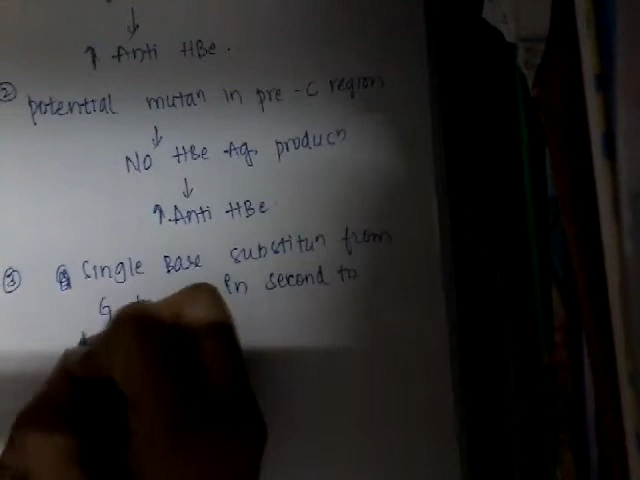 ↓
↑ Anti HBe.
② potential mutan in pre-C region
↓
No HBe Ag. producn
↓
↑ Anti HBe
③ Single Base substitun from
G in second to